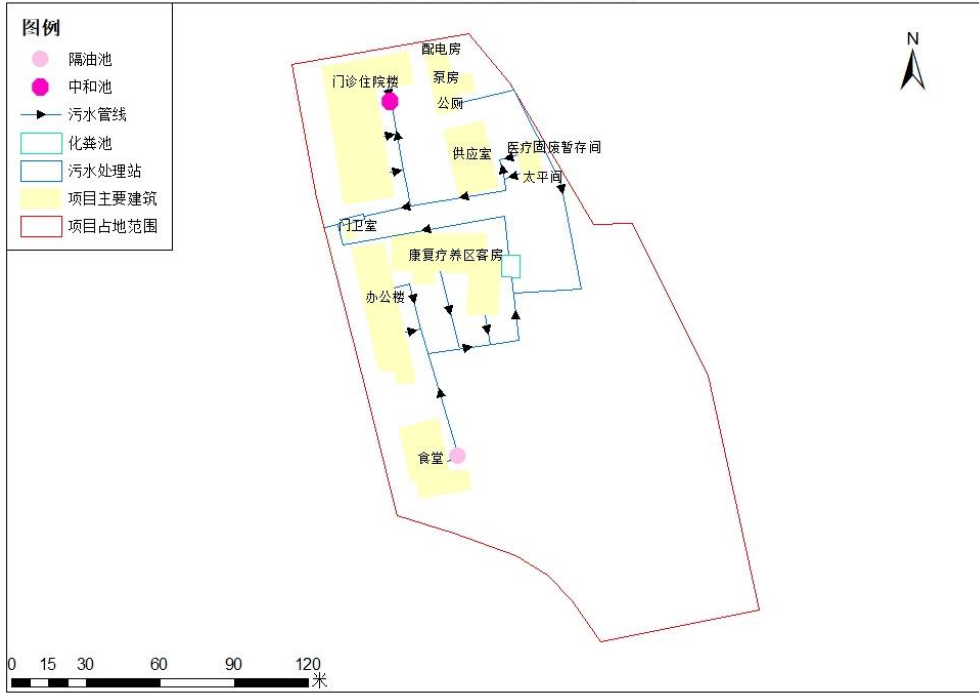 图例
隔油池
中和池
污水管线
化粪池
污水处理站
项目主要建筑
项目占地范围
N
配电房
门诊住院楼
泵房
公厕
供应室
医疗固废暂存间
太平间
门卫室
康复疗养区客房
办公楼
食堂
0 15 30 60 90 120
米